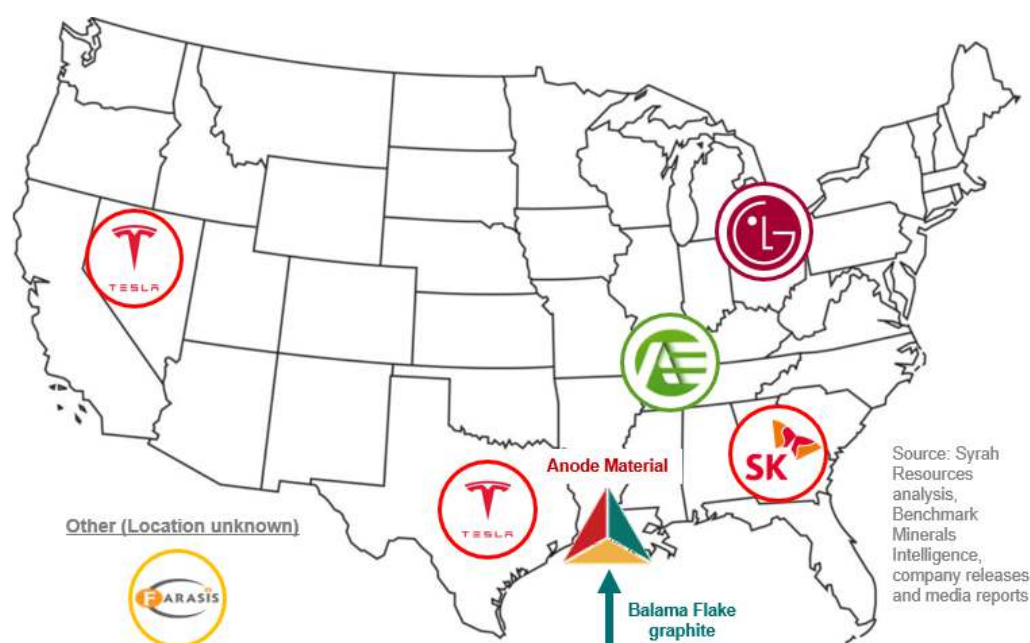 TESLA
LG
AE
SK
TESLA
Anode Material
Other (Location unknown)
FARASIS
Balama Flake
graphite
Source: Syrah
Resources
analysis,
Benchmark
Minerals
Intelligence,
company releases
and media reports